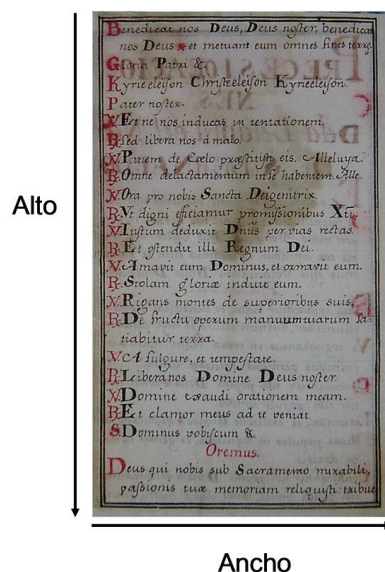 Alto
Benedicat nos Deus, Deus noster, benedicat
nos Deus * et metuant eum omnes fines terræ.
Gloria Patri &.
Kyrieeleison Christeeleison Kyrieeleison.
Pater noster.
V. Et ne nos inducas in tentationem.
R. Sed libera nos â malo.
V. Panem de Cœlo præstitisti eis. Alleluya.
R. Omne delactamentum in se habentem. Alle.
V. Ora pro nobis Sancta Dei genitrix.
R. Vt digni efficiamur promissionibus Xti.
V. Iustum deduxit Dnus per vias rectas.
R. Et ostendit illi Regnum Dei.
V. Amavit eum Dominus, et ornavit eum.
R. Stolam gloriæ induit eum.
V. Rigans montes de superioribus suis.
R. De fructu operum manuum tuarum sa-
tiabitur terra.
V. A fulgure, et tempestate.
R. Libera nos Domine Deus noster.
V. Domine exaudi orationem meam.
R. Et clamor meus ad te veniat.
S. Dominus vobiscum &.
Oremus.
Deus qui nobis sub Sacramento mirabili,
passionis tuæ memoriam reliquisti tribue
Ancho